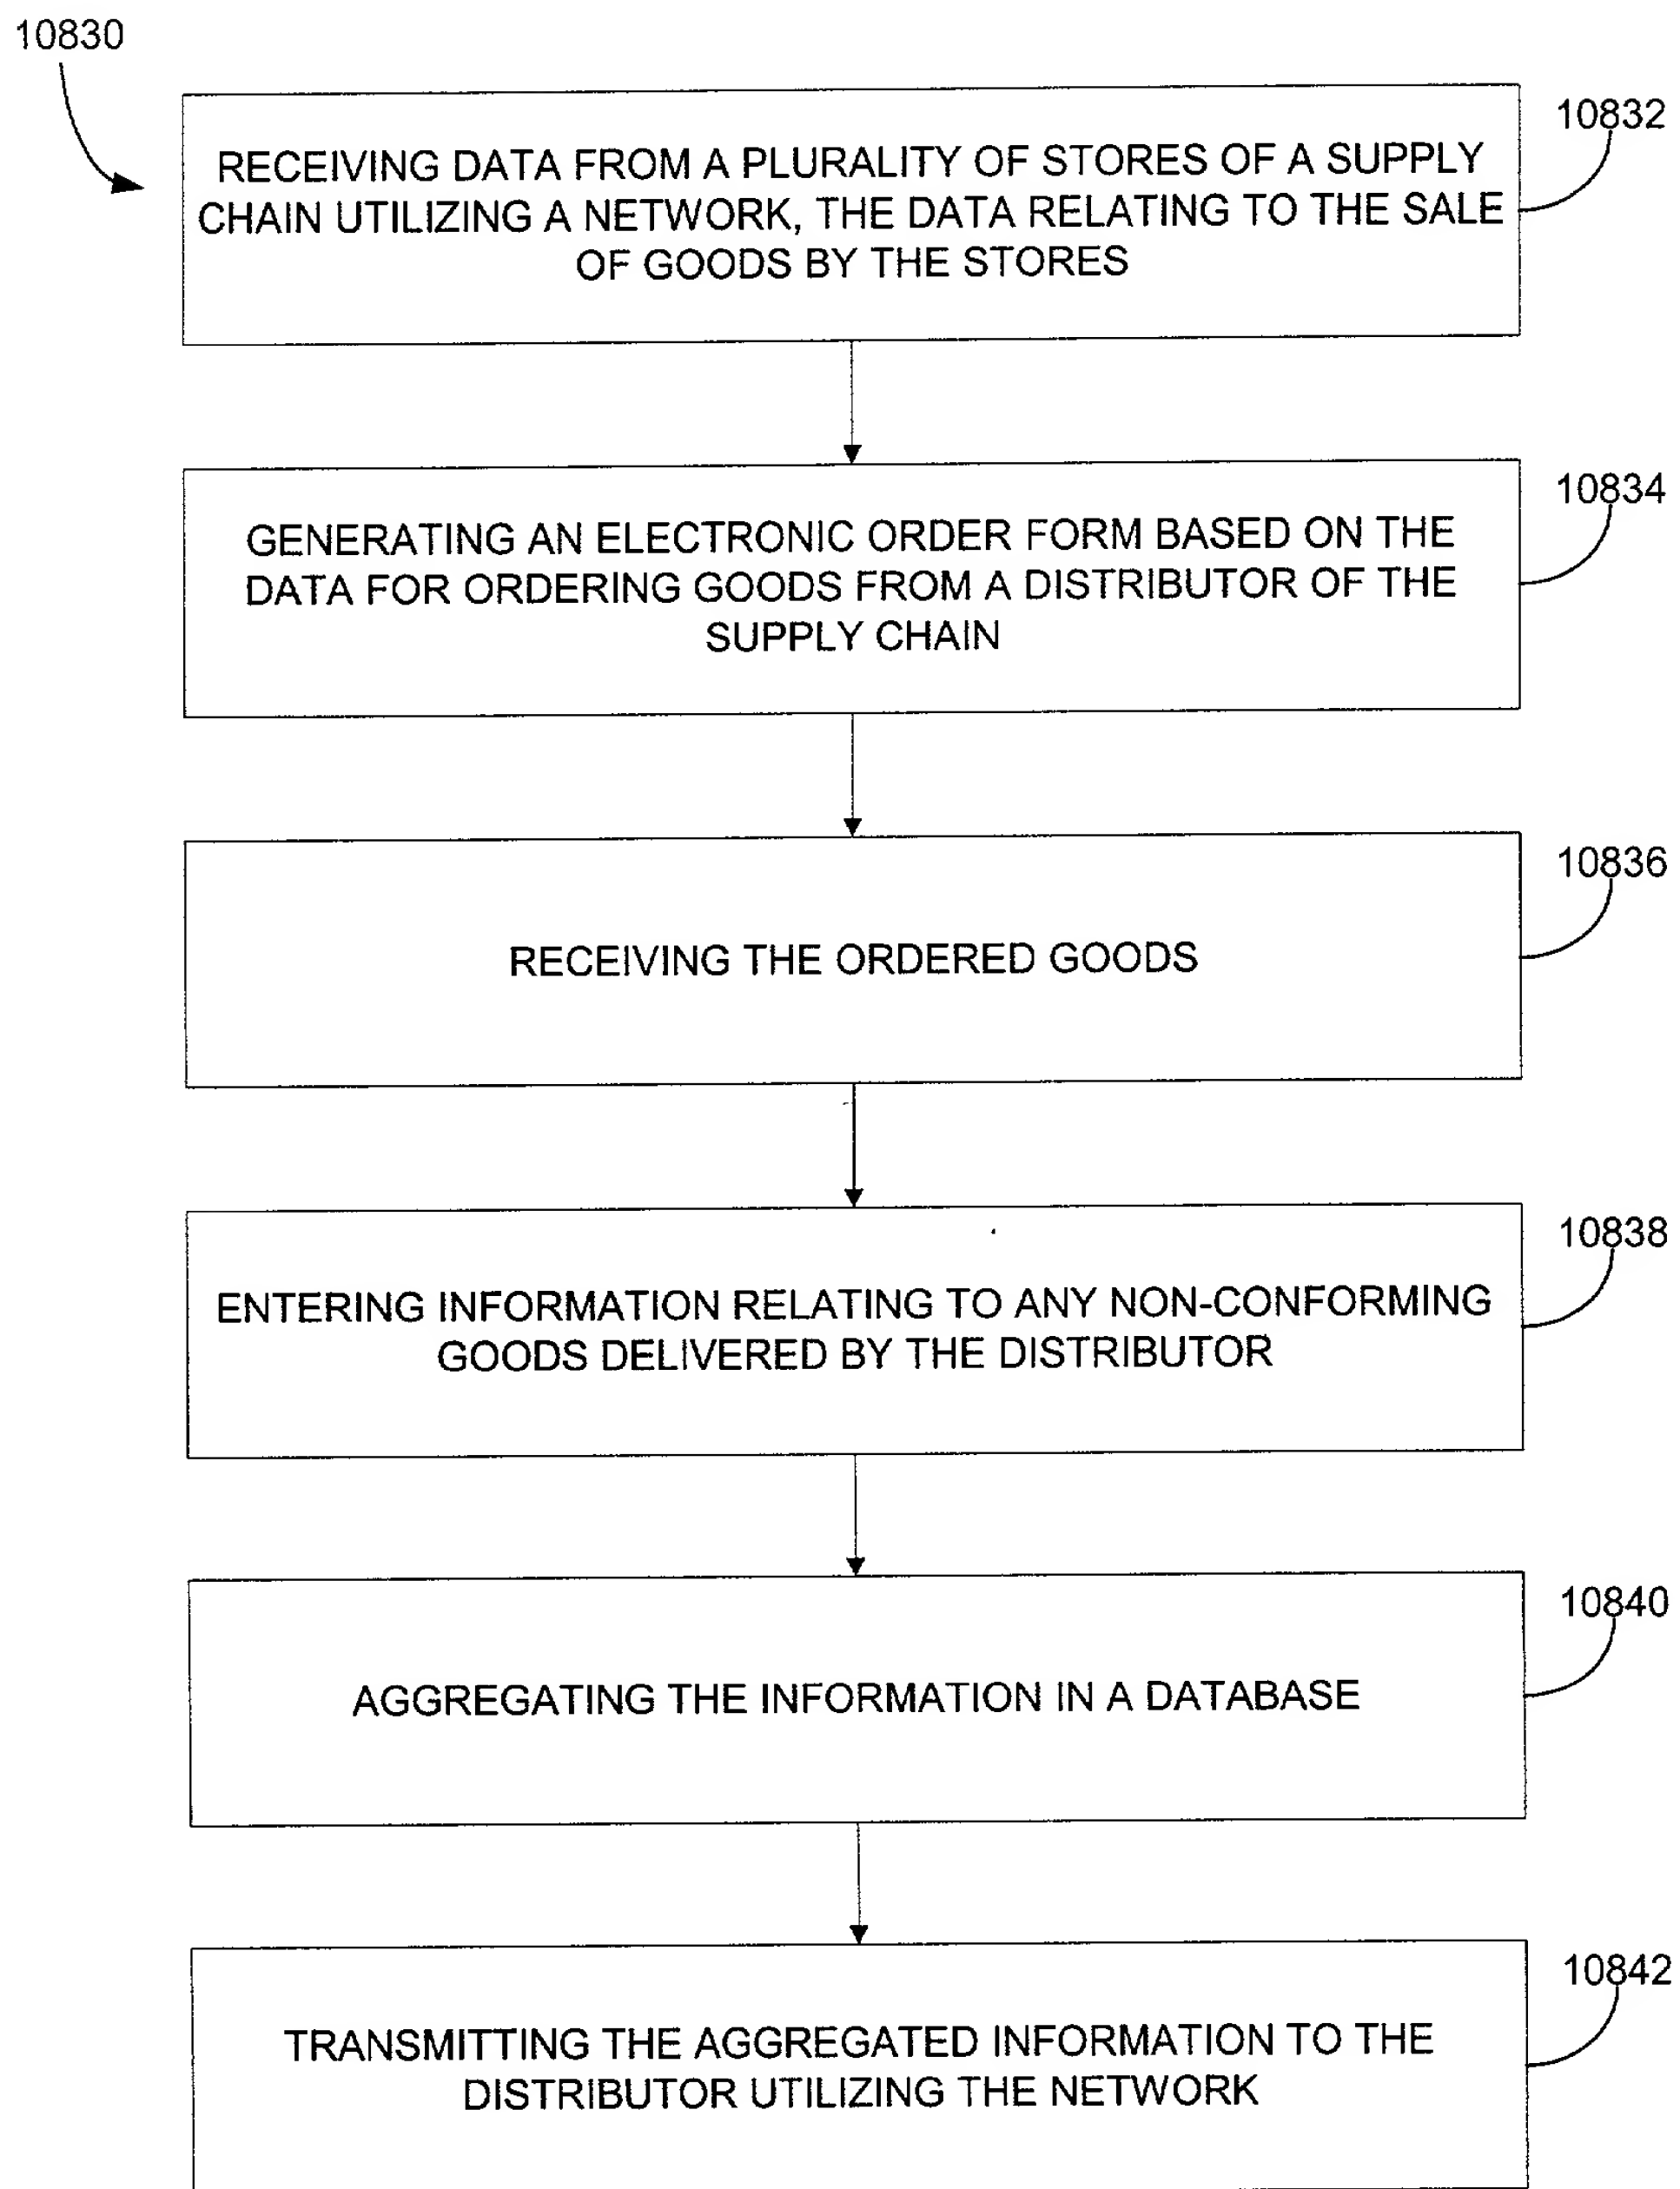 10830
10832
RECEIVING DATA FROM A PLURALITY OF STORES OF A SUPPLY
CHAIN UTILIZING A NETWORK, THE DATA RELATING TO THE SALE
OF GOODS BY THE STORES
10834
GENERATING AN ELECTRONIC ORDER FORM BASED ON THE
DATA FOR ORDERING GOODS FROM A DISTRIBUTOR OF THE
SUPPLY CHAIN
10836
RECEIVING THE ORDERED GOODS
10838
ENTERING INFORMATION RELATING TO ANY NON-CONFORMING
GOODS DELIVERED BY THE DISTRIBUTOR
10840
AGGREGATING THE INFORMATION IN A DATABASE
10842
TRANSMITTING THE AGGREGATED INFORMATION TO THE
DISTRIBUTOR UTILIZING THE NETWORK